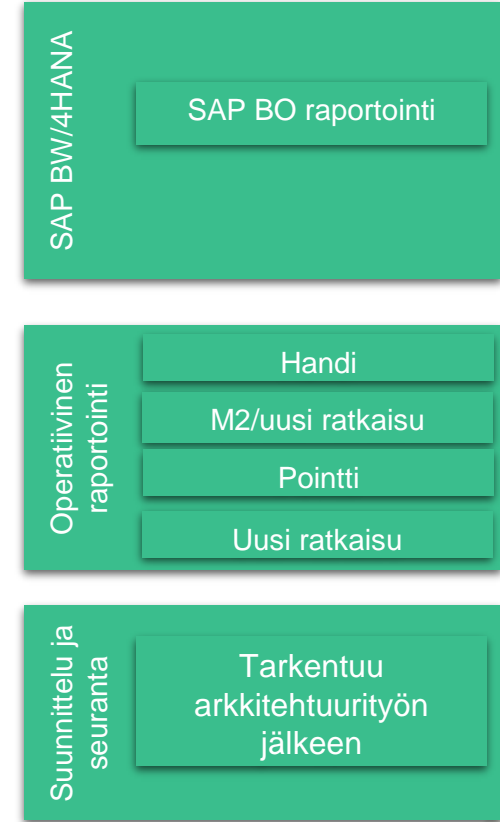 SAP BW/4HANA
SAP BO raportointi
Operatiivinen
raportointi
Handi
M2/uusi ratkaisu
Pointti
Uusi ratkaisu
Suunnittelu ja
seuranta
Tarkentuu
arkkitehtuurityön
jälkeen